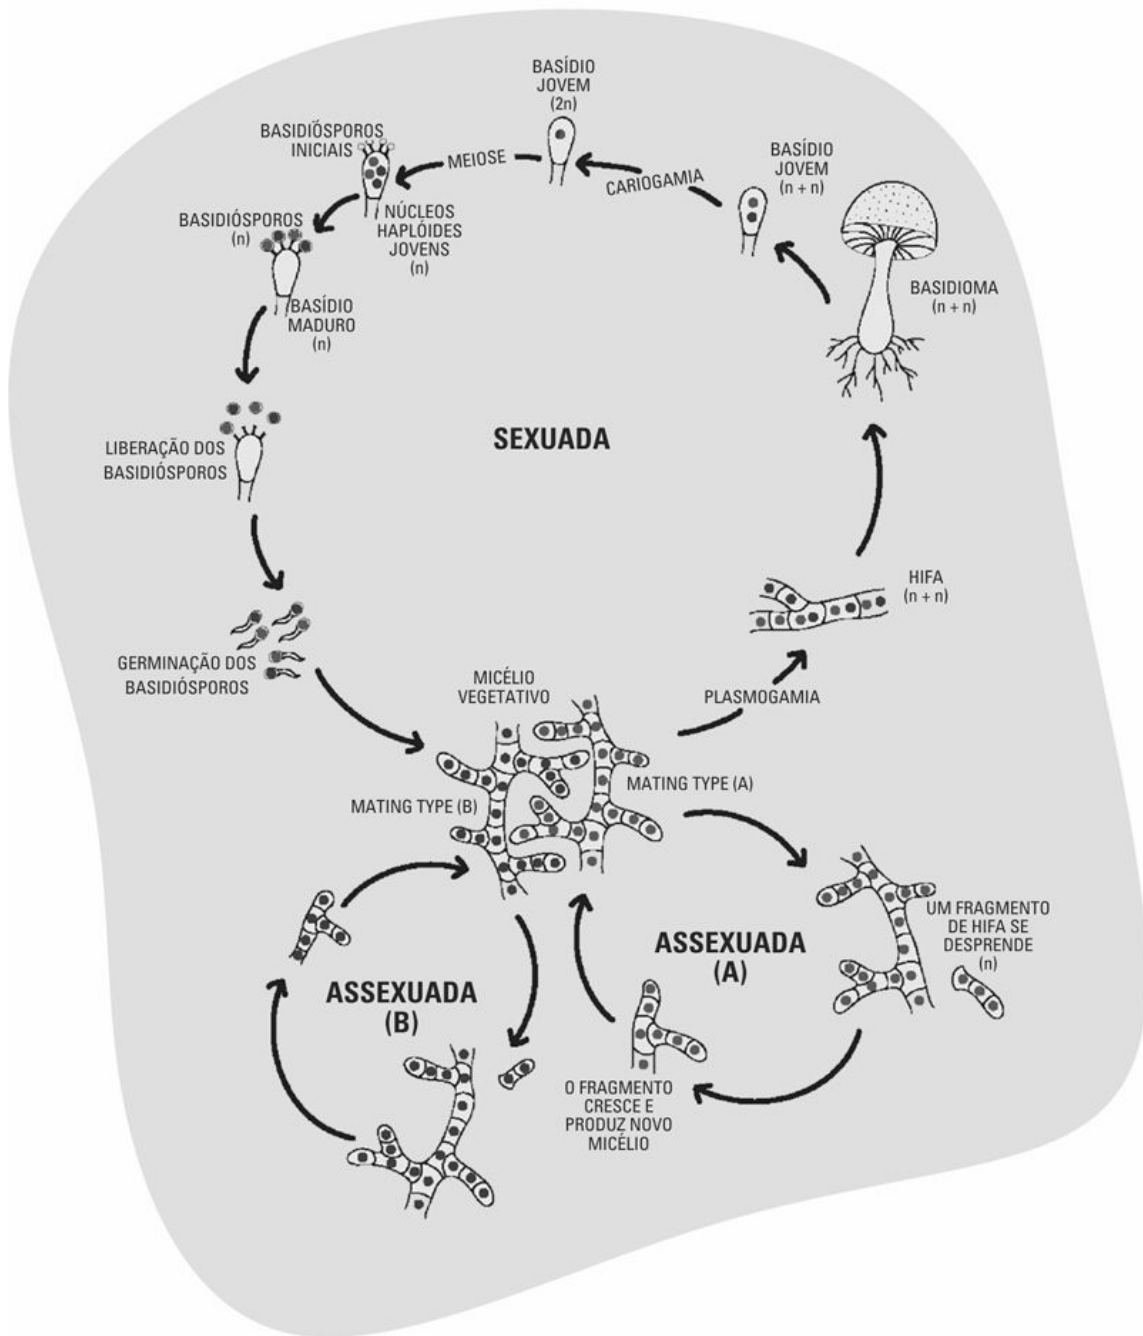 BASÍDIO
JOVEM
(2n)
BASIDIÓSPOROS
INICIAIS
MEIOSE
CARIOGAMIA
BASÍDIO
JOVEM
(n + n)
NÚCLEOS
HAPLÓIDES
JOVENS
(n)
BASIDIÓSPOROS
(n)
BASÍDIO
MADURO
(n)
BASIDIOMA
(n + n)
SEXUADA
LIBERAÇÃO DOS
BASIDIÓSPOROS
HIFA
(n + n)
GERMINAÇÃO DOS
BASIDIÓSPOROS
MICÉLIO
VEGETATIVO
PLASMOGAMIA
MATING TYPE (A)
MATING TYPE (B)
UM FRAGMENTO
DE HIFA SE
DESPRENDE
(n)
ASSEXUADA
(A)
ASSEXUADA
(B)
O FRAGMENTO
CRESCE E
PRODUZ NOVO
MICÉLIO